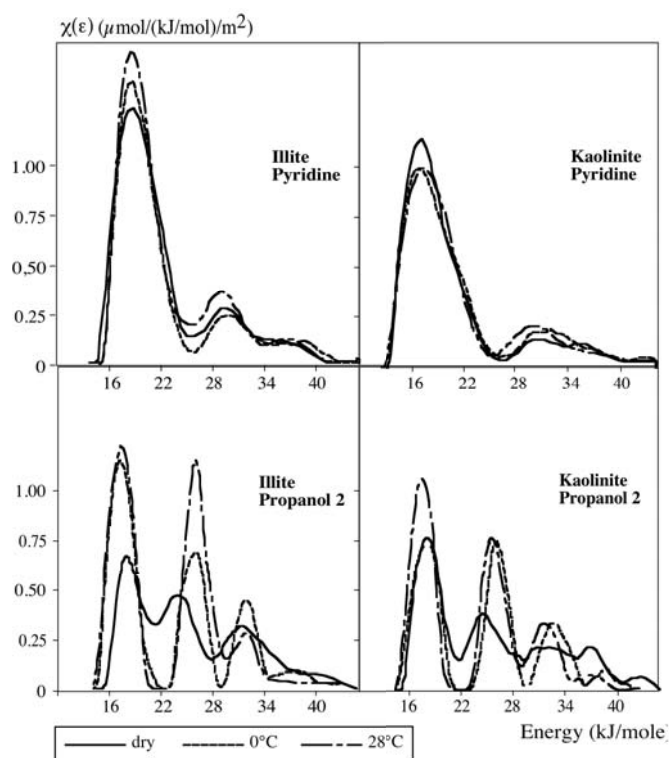 χ(ε) (μmol/(kJ/mol)/m²)
Illite
Pyridine
Kaolinite
Pyridine
1.00
0.75
0,50
0.25
0
16 22 28 34 40
16 22 28 34 40
Illite
Propanol 2
Kaolinite
Propanol 2
1.00
0.75
0.50
0.25
0
16 22 28 34 40
16 22 28 34 40
dry 0°C 28°C
Energy (kJ/mole)